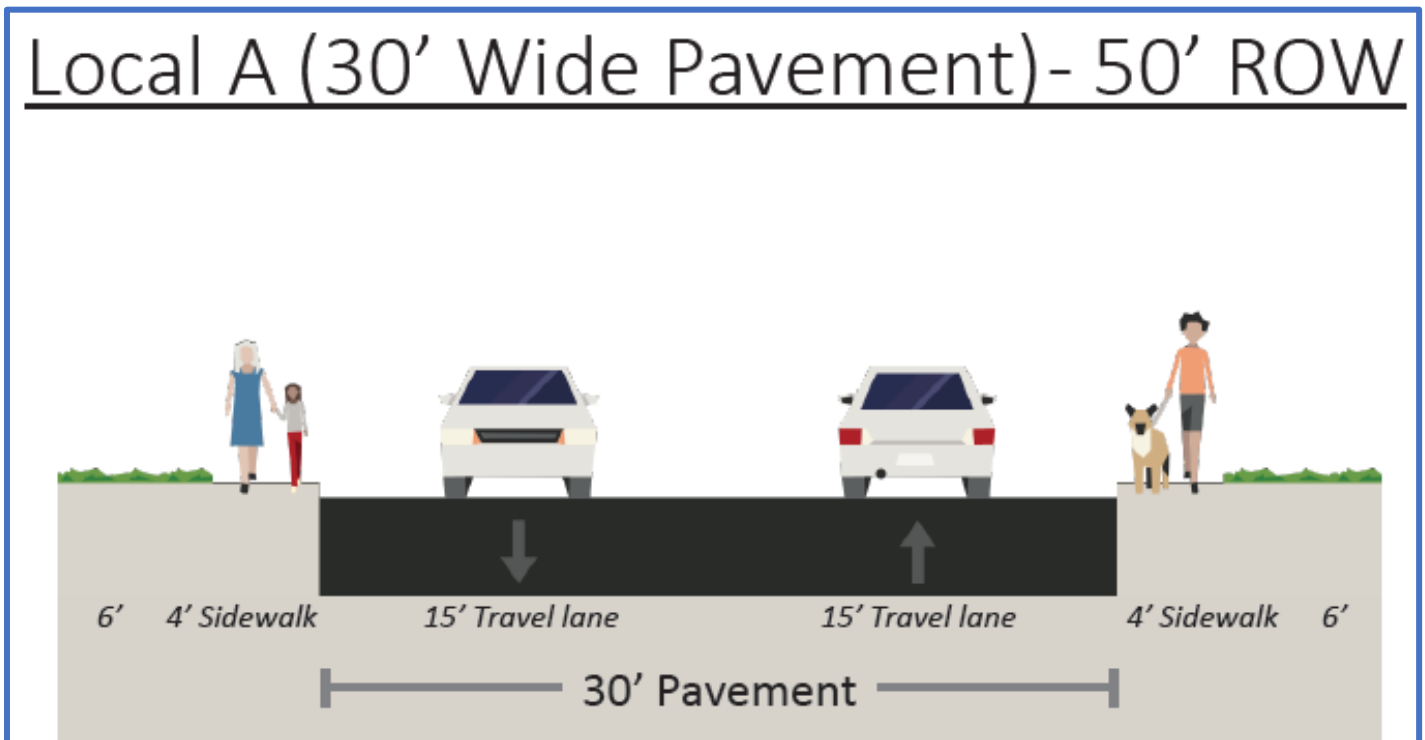 Local A (30’ Wide Pavement) - 50’ ROW
6’ 4’ Sidewalk 15’ Travel lane 15’ Travel lane 4’ Sidewalk 6’
30’ Pavement